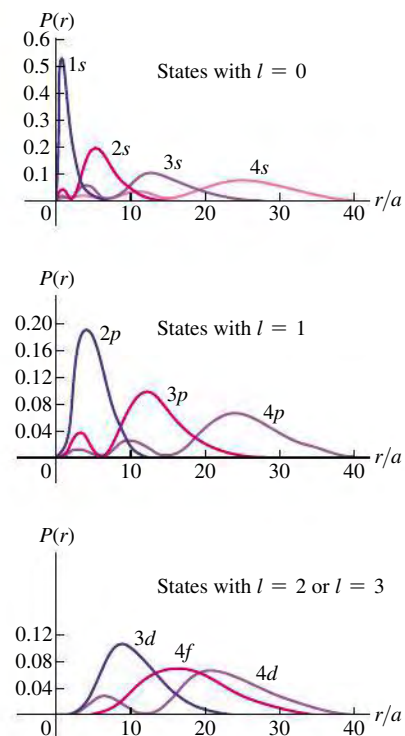 P(r)
0.6
0.5
0.4
0.3
0.2
0.1
1s
States with l = 0
2s
3s
4s
0
10
20
30
40
r/a
P(r)
0.20
0.16
0.12
0.08
0.04
2p
States with l = 1
3p
4p
0
10
20
30
40
r/a
P(r)
States with l = 2 or l = 3
0.12
0.08
0.04
3d
4f
4d
0
10
20
30
40
r/a